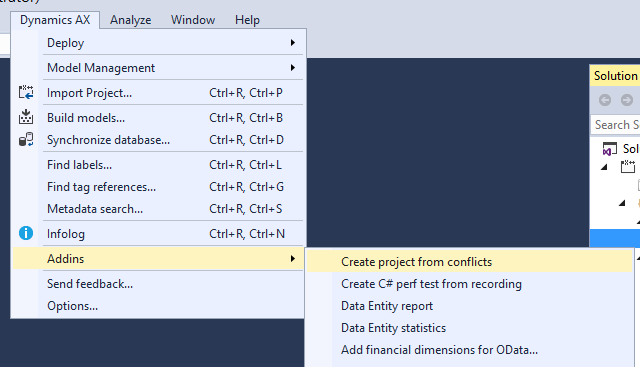 Dynamics AX Analyze Window Help
Deploy
Model Management
Import Project... Ctrl+R, Ctrl+P
Build models... Ctrl+R, Ctrl+B
Synchronize database... Ctrl+R, Ctrl+D
Find labels... Ctrl+R, Ctrl+L
Find tag references... Ctrl+R, Ctrl+G
Metadata search... Ctrl+R, Ctrl+S
Infolog Ctrl+R, Ctrl+N
Addins
Send feedback...
Options...
Create project from conflicts
Create C# perf test from recording
Data Entity report
Data Entity statistics
Add financial dimensions for OData...
Solution
Search S
Sol